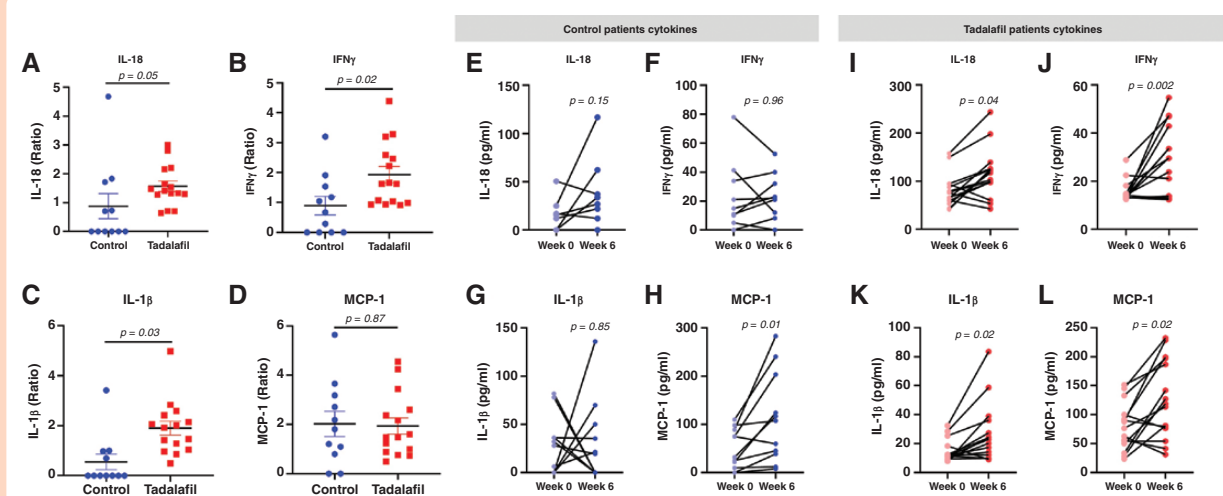 Control patients cytokines
Tadalafil patients cytokines
A
IL-18
p = 0.05
IL-18 (Ratio)
5
4
3
2
1
0
Control
Tadalafil
B
IFNγ
p = 0.02
IFNγ (Ratio)
5
4
3
2
1
0
Control
Tadalafil
E
IL-18
p = 0.15
IL-18 (pg/ml)
150
100
50
0
Week 0
Week 6
F
IFNγ
p = 0.96
IFNγ (pg/ml)
100
80
60
40
20
0
Week 0
Week 6
I
IL-18
p = 0.04
IL-18 (pg/ml)
300
200
100
0
Week 0
Week 6
J
IFNγ
p = 0.002
IFNγ (pg/ml)
60
40
20
0
Week 0
Week 6
C
IL-1β
p = 0.03
IL-1β (Ratio)
6
4
2
0
Control
Tadalafil
D
MCP-1
p = 0.87
MCP-1 (Ratio)
6
4
2
0
Control
Tadalafil
G
IL-1β
p = 0.85
IL-1β (pg/ml)
150
100
50
0
Week 0
Week 6
H
MCP-1
p = 0.01
MCP-1 (pg/ml)
300
200
100
0
Week 0
Week 6
K
IL-1β
p = 0.02
IL-1β (pg/ml)
100
80
60
40
20
0
Week 0
Week 6
L
MCP-1
p = 0.02
MCP-1 (pg/ml)
250
200
150
100
50
0
Week 0
Week 6